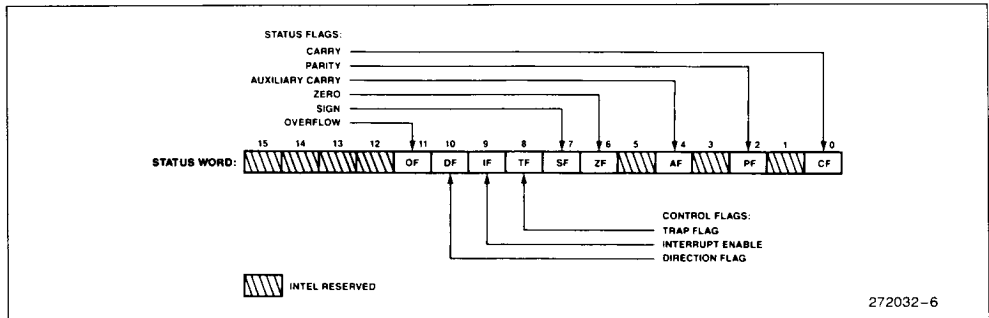 STATUS FLAGS:
CARRY
PARITY
AUXILIARY CARRY
ZERO
SIGN
OVERFLOW
15 14 13 12 11 10 9 8 7 6 5 4 3 2 1 0
STATUS WORD: OF DF IF TF SF ZF AF PF CF
CONTROL FLAGS:
TRAP FLAG
INTERRUPT ENABLE
DIRECTION FLAG
INTEL RESERVED
272032-6